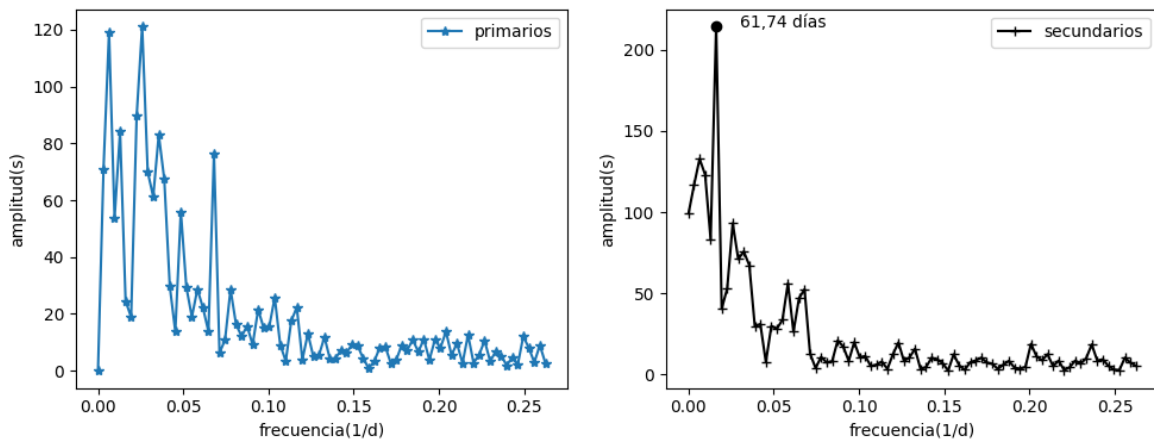 120
100
80
60
40
20
0
amplitud(s)
primarios
0.00 0.05 0.10 0.15 0.20 0.25
frecuencia(1/d)
200
150
100
50
0
amplitud(s)
61,74 días
secundarios
0.00 0.05 0.10 0.15 0.20 0.25
frecuencia(1/d)